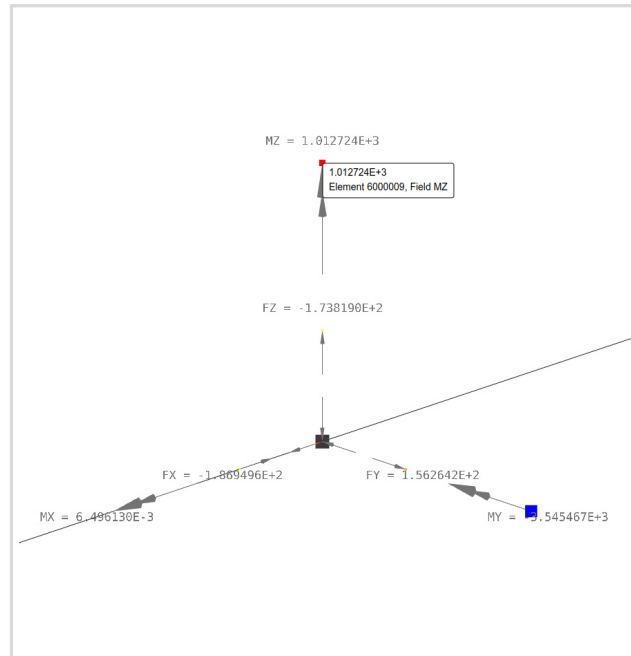 MZ = 1.012724E+3
1.012724E+3
Element 6000009, Field MZ
FZ = -1.738190E+2
FX = -1.869496E+2
FY = 1.562642E+2
MX = 6.496130E-3
MY = -3.545467E+3